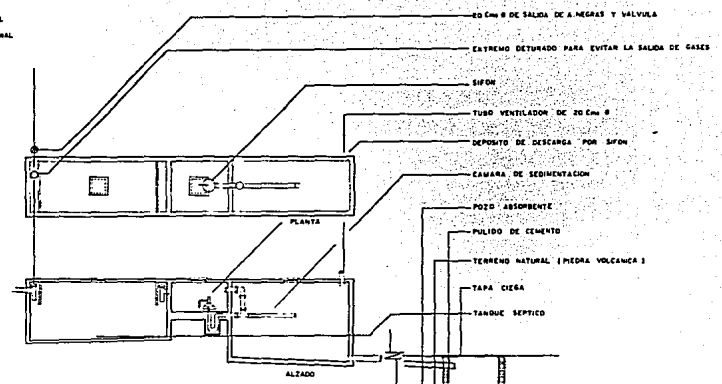 20 Cms Ø DE SALIDA DE A. NEGRAS Y VALVULA
EXTREMO DETURADO PARA EVITAR LA SALIDA DE GASES
SIFON
TUBO VENTILADOR DE 20 Cms Ø
DEPOSITO DE DESCARGA POR SIFON
CAMARA DE SEDIMENTACION
POZO ABSORBENTE
PLANTA
PULIDO DE CEMENTO
TERRENO NATURAL ( PIEDRA VOLCANICA )
TAPA CIEGA
TANQUE SEPTICO
ALZADO